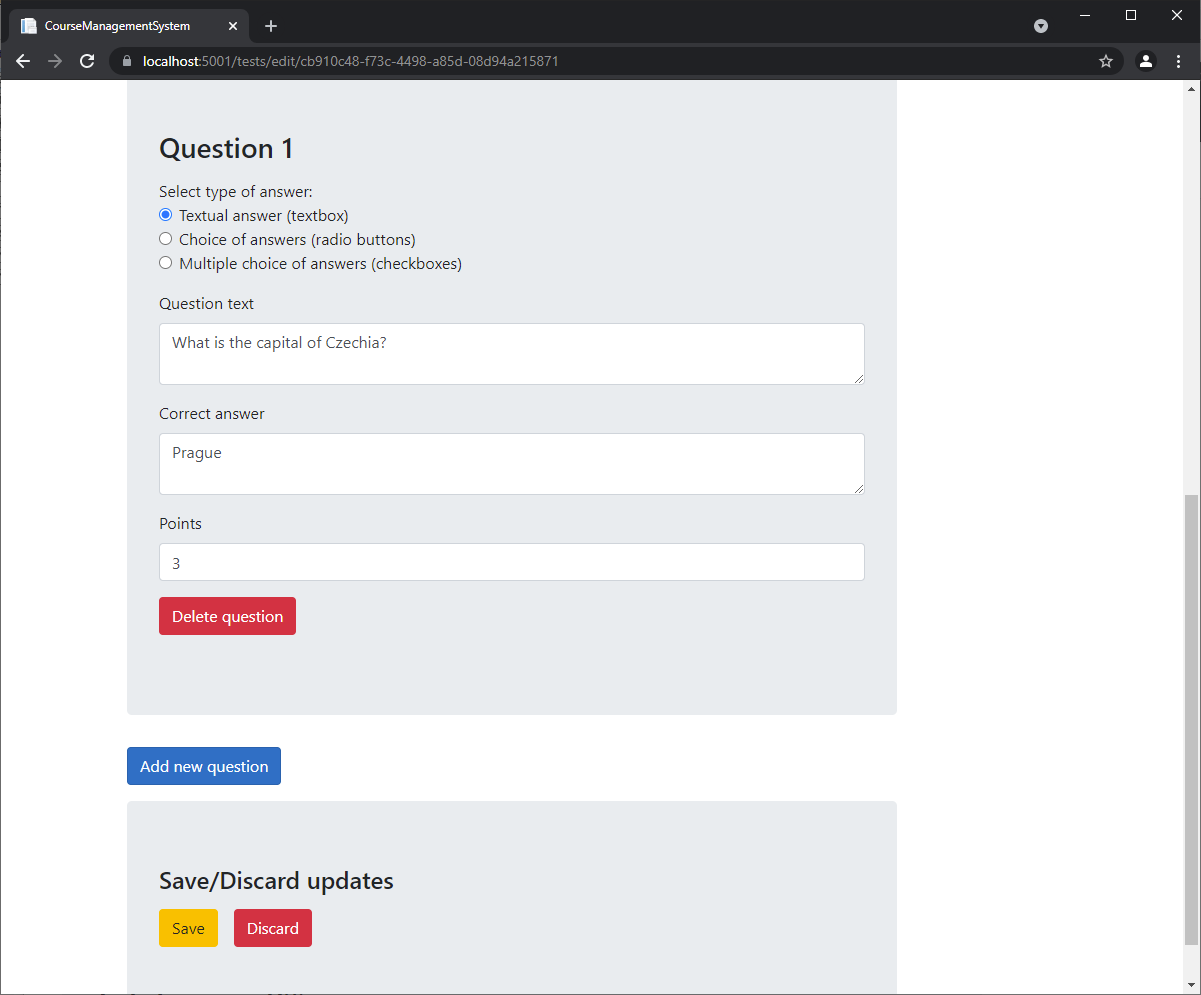 CourseManagementSystem
localhost:5001/tests/edit/cb910c48-f73c-4498-a85d-08d94a215871
Question 1
Select type of answer:
Textual answer (textbox)
Choice of answers (radio buttons)
Multiple choice of answers (checkboxes)
Question text
What is the capital of Czechia?
Correct answer
Prague
Points
3
Delete question
Add new question
Save/Discard updates
Save Discard